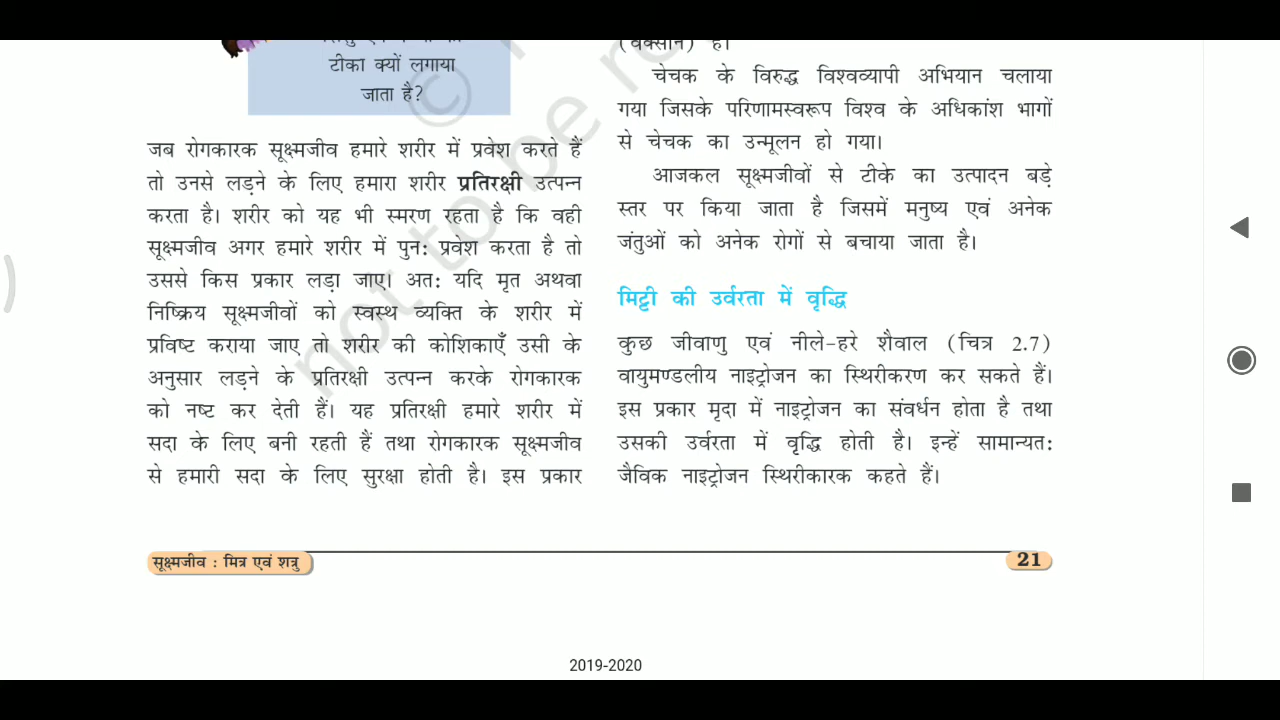 टीका क्यों लगाया
जाता है?
जब रोगकारक सूक्ष्मजीव हमारे शरीर में प्रवेश करते हैं
तो उनसे लड़ने के लिए हमारा शरीर प्रतिरक्षी उत्पन्न
करता है। शरीर को यह भी स्मरण रहता है कि वही
सूक्ष्मजीव अगर हमारे शरीर में पुन: प्रवेश करता है तो
उससे किस प्रकार लड़ा जाए। अत: यदि मृत अथवा
निष्क्रिय सूक्ष्मजीवों को स्वस्थ व्यक्ति के शरीर में
प्रविष्ट कराया जाए तो शरीर की कोशिकाएँ उसी के
अनुसार लड़ने के प्रतिरक्षी उत्पन्न करके रोगकारक
को नष्ट कर देती हैं। यह प्रतिरक्षी हमारे शरीर में
सदा के लिए बनी रहती हैं तथा रोगकारक सूक्ष्मजीव
से हमारी सदा के लिए सुरक्षा होती है। इस प्रकार
(वैक्सीन) है।
चेचक के विरुद्ध विश्वव्यापी अभियान चलाया
गया जिसके परिणामस्वरूप विश्व के अधिकांश भागों
से चेचक का उन्मूलन हो गया।
आजकल सूक्ष्मजीवों से टीके का उत्पादन बड़े
स्तर पर किया जाता है जिसमें मनुष्य एवं अनेक
जंतुओं को अनेक रोगों से बचाया जाता है।
मिट्टी की उर्वरता में वृद्धि
कुछ जीवाणु एवं नीले-हरे शैवाल (चित्र 2.7)
वायुमण्डलीय नाइट्रोजन का स्थिरीकरण कर सकते हैं।
इस प्रकार मृदा में नाइट्रोजन का संवर्धन होता है तथा
उसकी उर्वरता में वृद्धि होती है। इन्हें सामान्यत:
जैविक नाइट्रोजन स्थिरीकारक कहते हैं।
© not to be re
सूक्ष्मजीव : मित्र एवं शत्रु
21
2019-2020